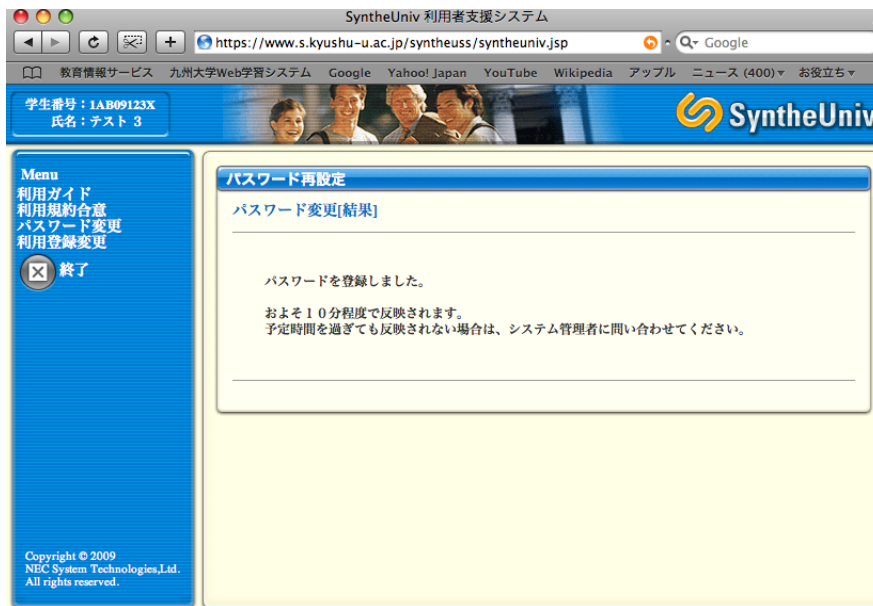 SyntheUniv 利用者支援システム
https://www.s.kyushu-u.ac.jp/syntheuss/syntheuniv.jsp
Google
教育情報サービス 九州大学Web学習システム Google Yahoo! Japan YouTube Wikipedia アップル ニュース (400)▾ お役立ち▾
学生番号：1AB09123X
氏名：テスト 3
SyntheUniv
Menu
利用ガイド
利用規約合意
パスワード変更
利用登録変更
終了
パスワード再設定
パスワード変更[結果]
パスワードを登録しました。
およそ１０分程度で反映されます。
予定時間を過ぎても反映されない場合は、システム管理者に問い合わせてください。
Copyright © 2009
NEC System Technologies,Ltd.
All rights reserved.